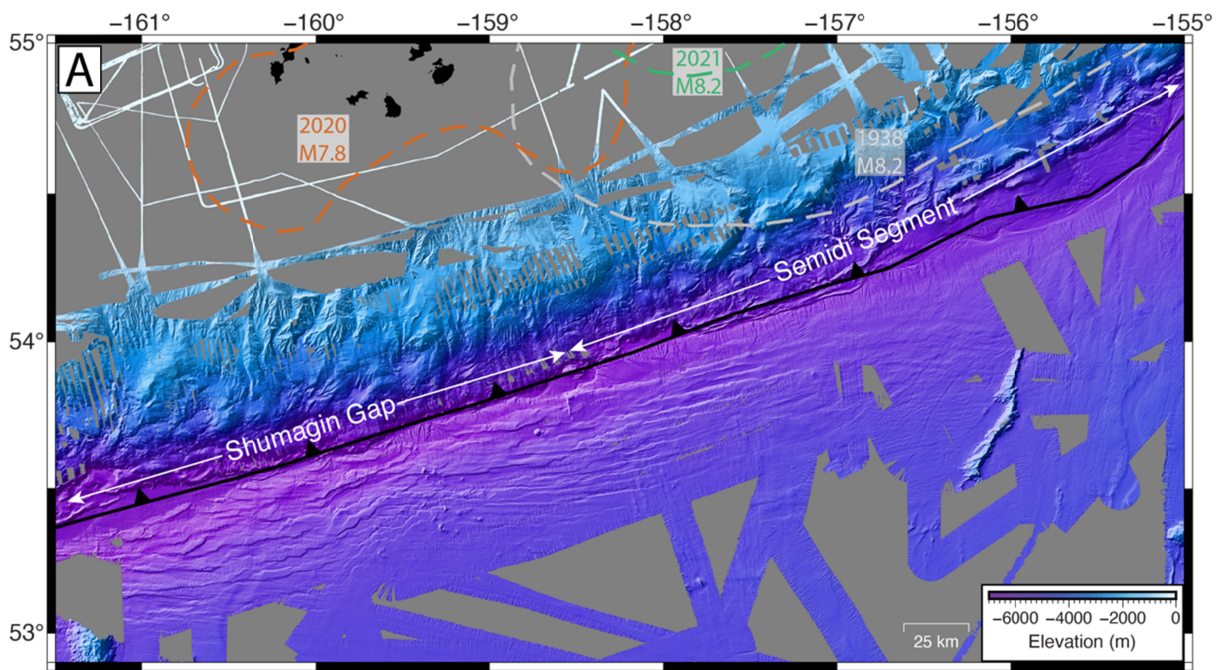 −161° −160° −159° −158° −157° −156° −155°
55°
A
2021
M8.2
2020
M7.8
1938
M8.2
Semidi Segment
54°
Shumagin Gap
53°
25 km
−6000 −4000 −2000 0
Elevation (m)